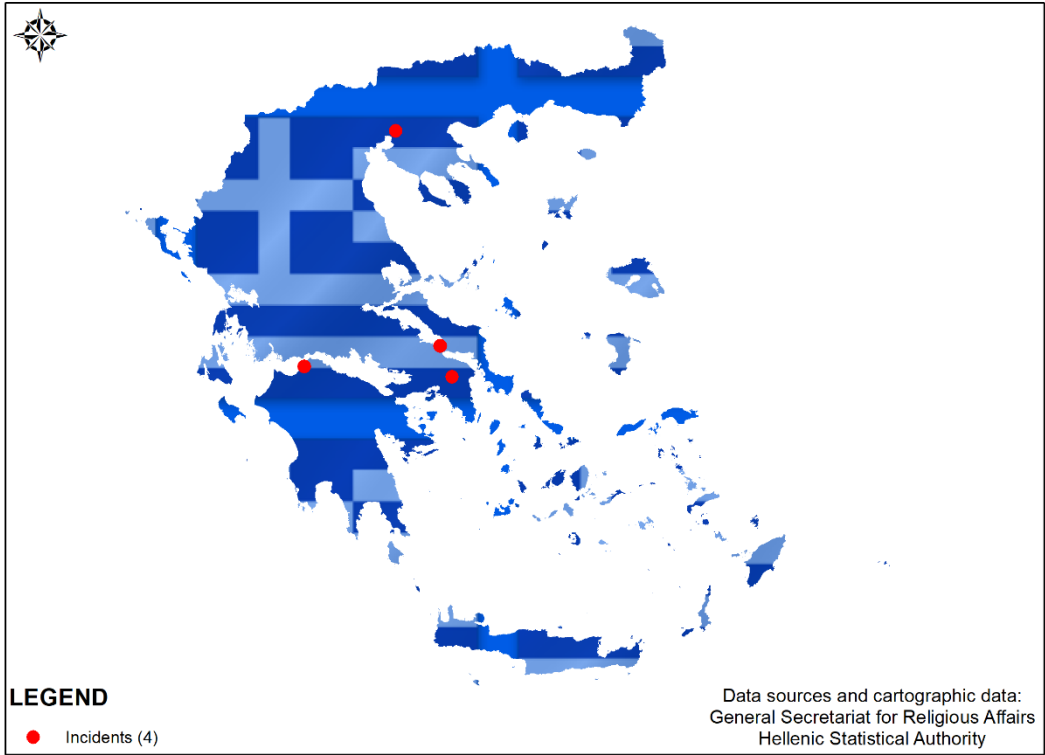 LEGEND
Incidents (4)
Data sources and cartographic data:
General Secretariat for Religious Affairs
Hellenic Statistical Authority